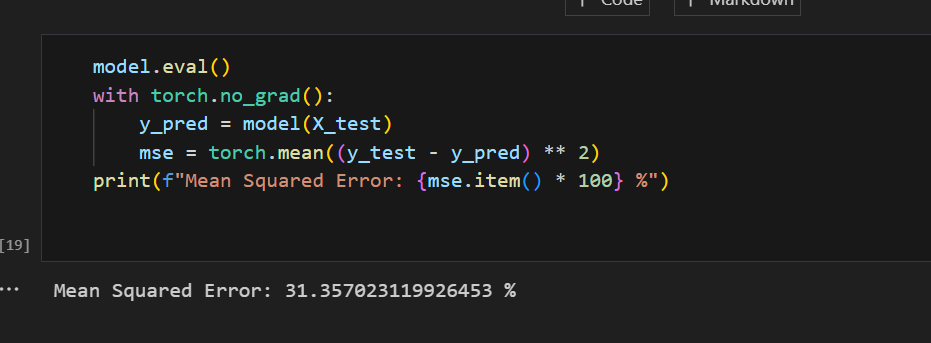 Code
Markdown
model.eval()
with torch.no_grad():
    y_pred = model(X_test)
    mse = torch.mean((y_test - y_pred) ** 2)
print(f"Mean Squared Error: {mse.item() * 100} %")
[19]
... Mean Squared Error: 31.357023119926453 %